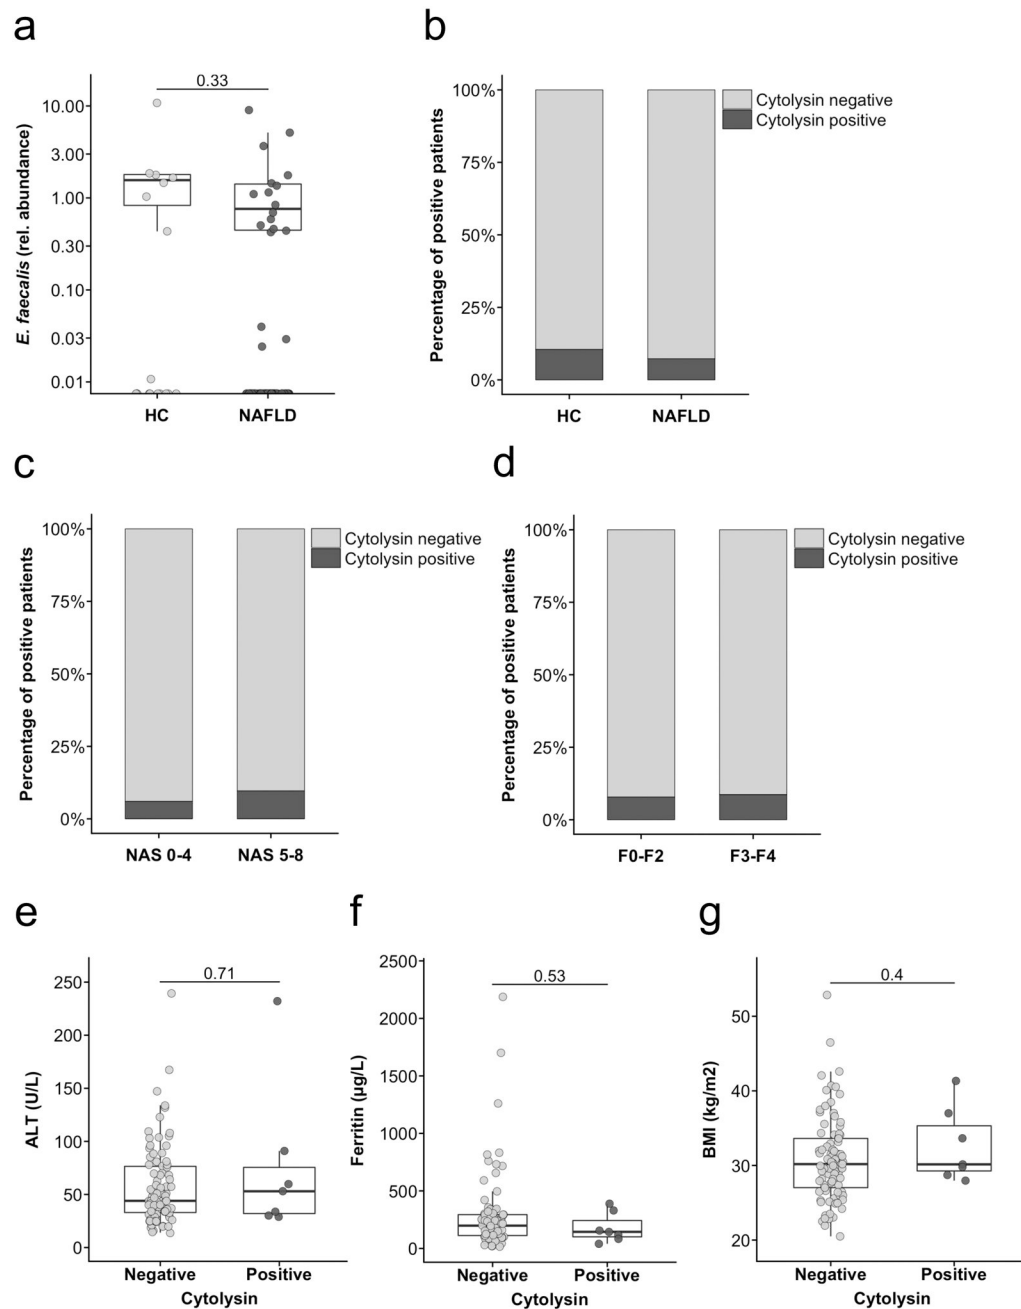 a
0.33
10.00
3.00
1.00
0.30
0.10
0.03
0.01
E. faecalis (rel. abundance)
HC
NAFLD
b
100%
75%
50%
25%
0%
Percentage of positive patients
Cytolysin negative
Cytolysin positive
HC
NAFLD
c
100%
75%
50%
25%
0%
Percentage of positive patients
Cytolysin negative
Cytolysin positive
NAS 0-4
NAS 5-8
d
100%
75%
50%
25%
0%
Percentage of positive patients
Cytolysin negative
Cytolysin positive
F0-F2
F3-F4
e
0.71
250
200
150
100
50
0
ALT (U/L)
Negative
Positive
Cytolysin
f
0.53
2500
2000
1500
1000
500
0
Ferritin (µg/L)
Negative
Positive
Cytolysin
g
0.4
50
40
30
20
BMI (kg/m2)
Negative
Positive
Cytolysin